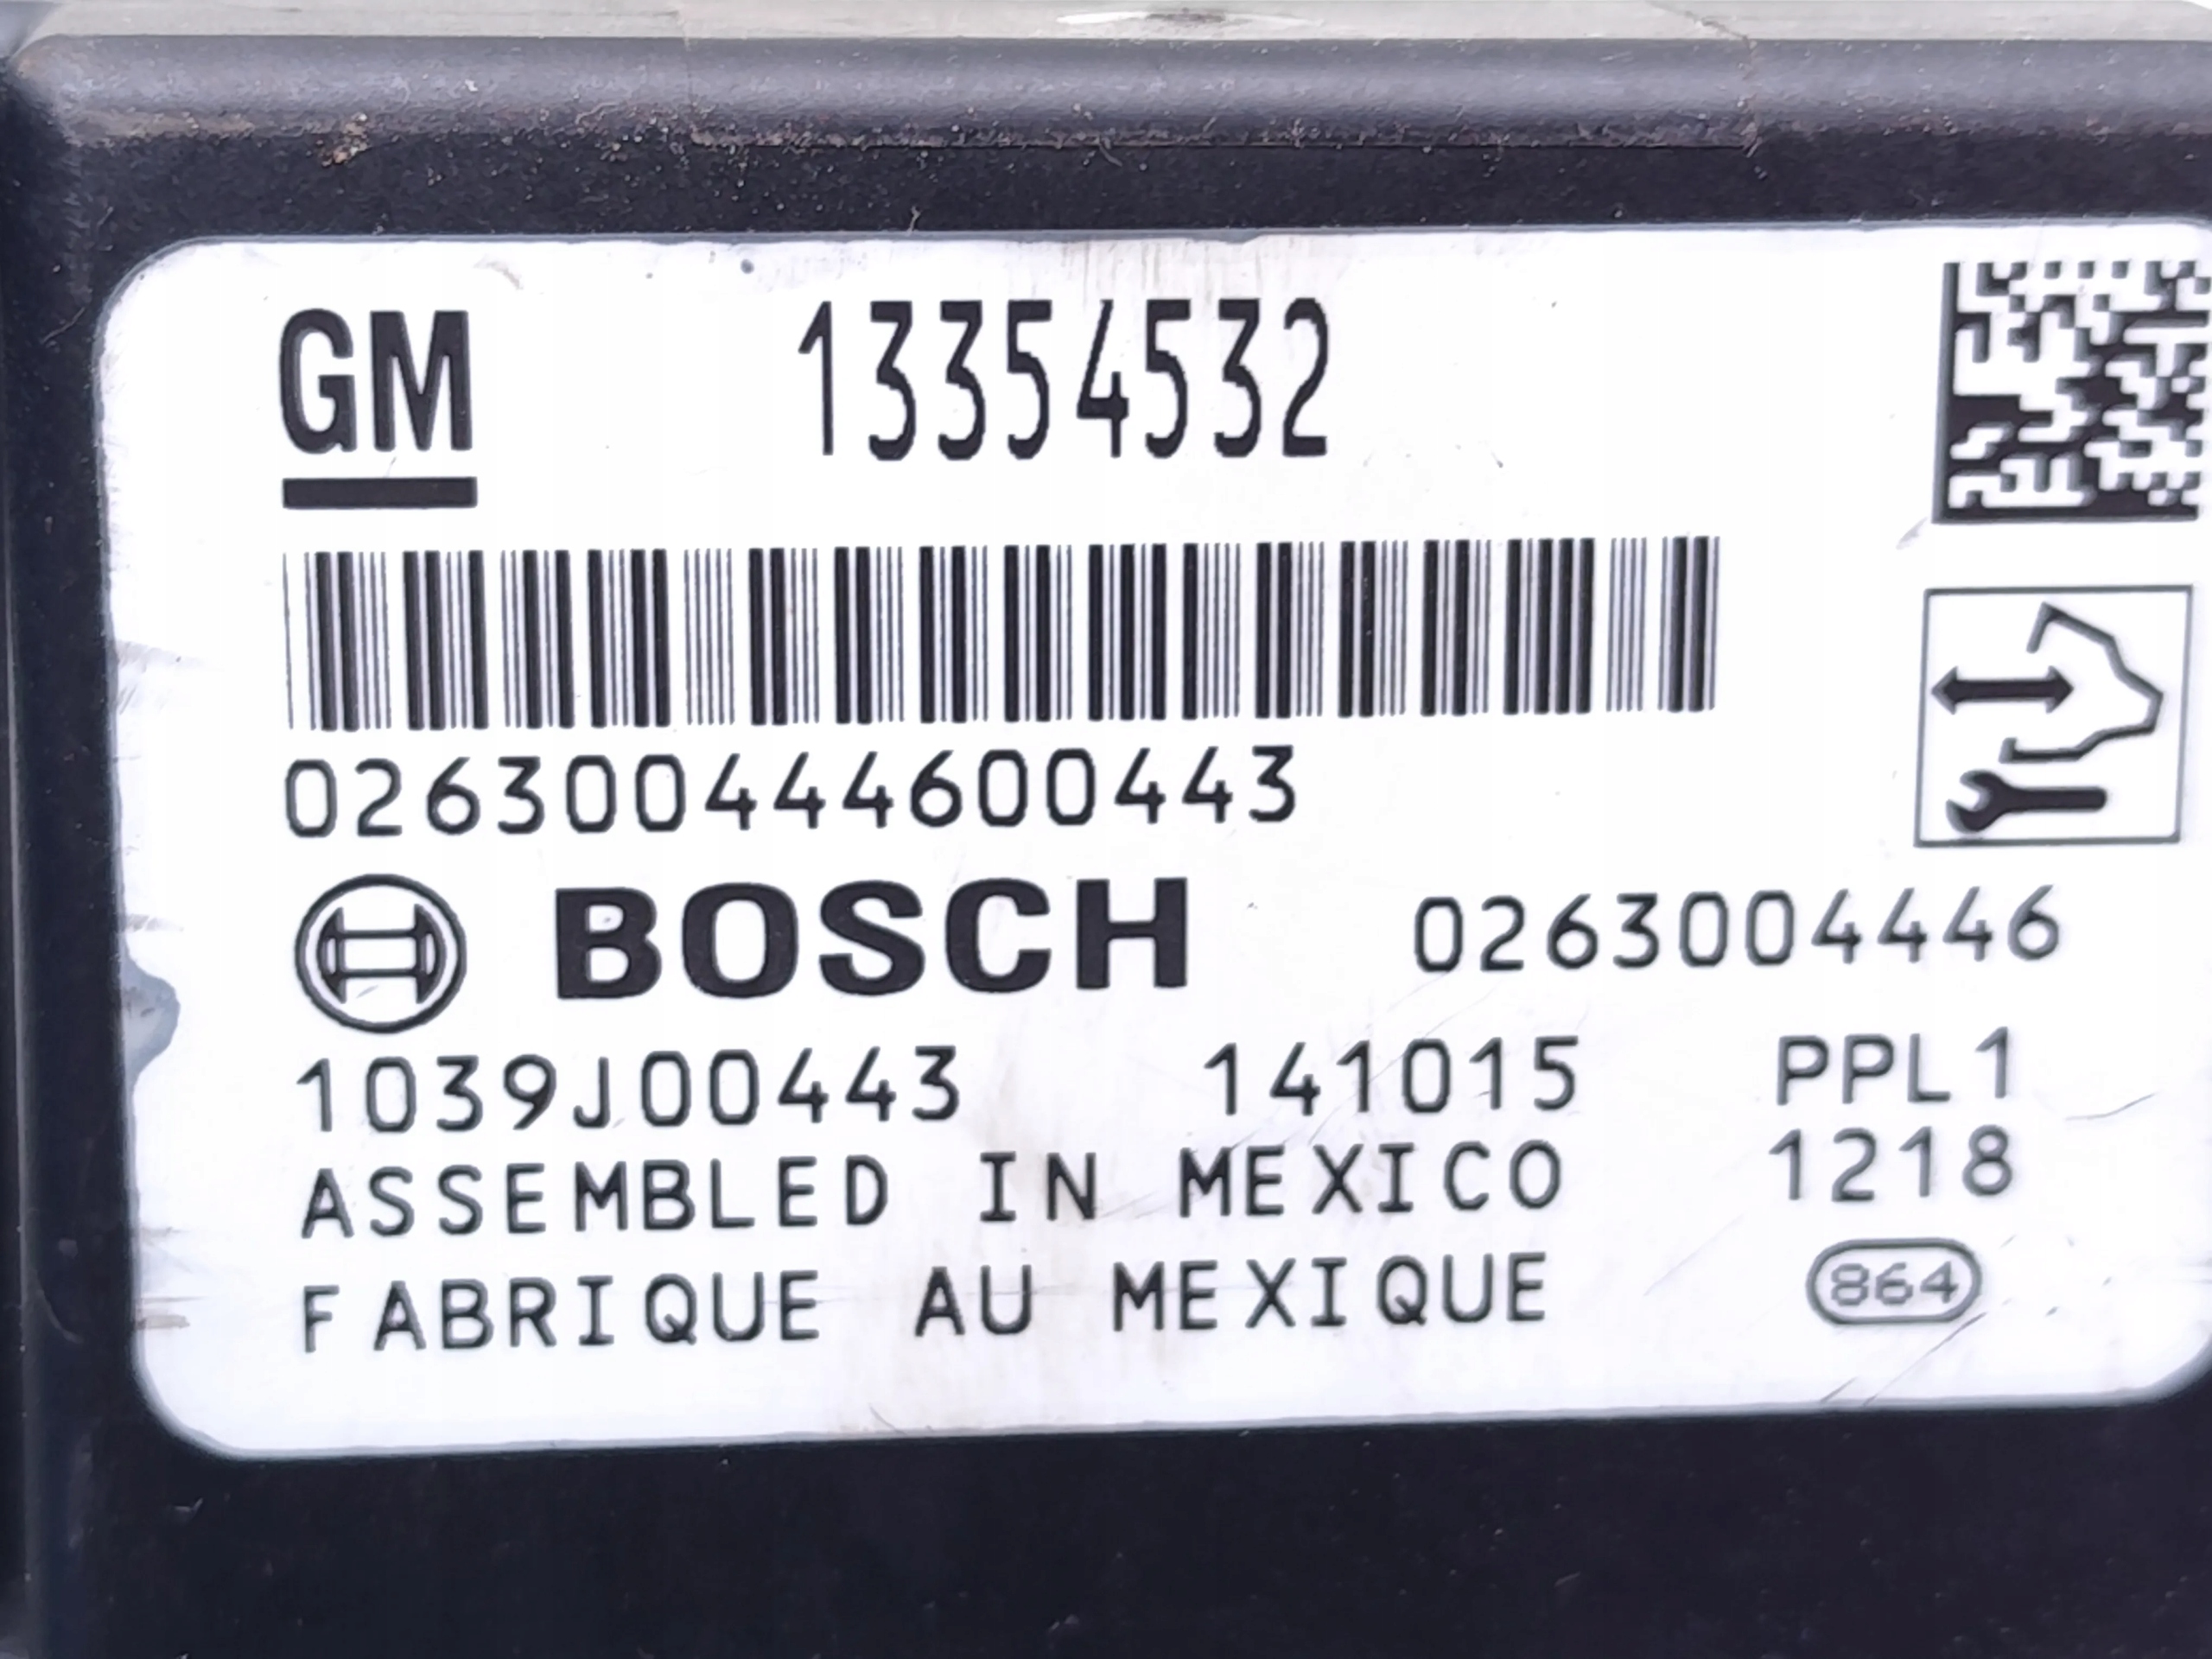 GM 13354532
026300444600443
BOSCH 0263004446
1039J00443 141015 PPL1
ASSEMBLED IN MEXICO 1218
FABRIQUE AU MEXIQUE 864